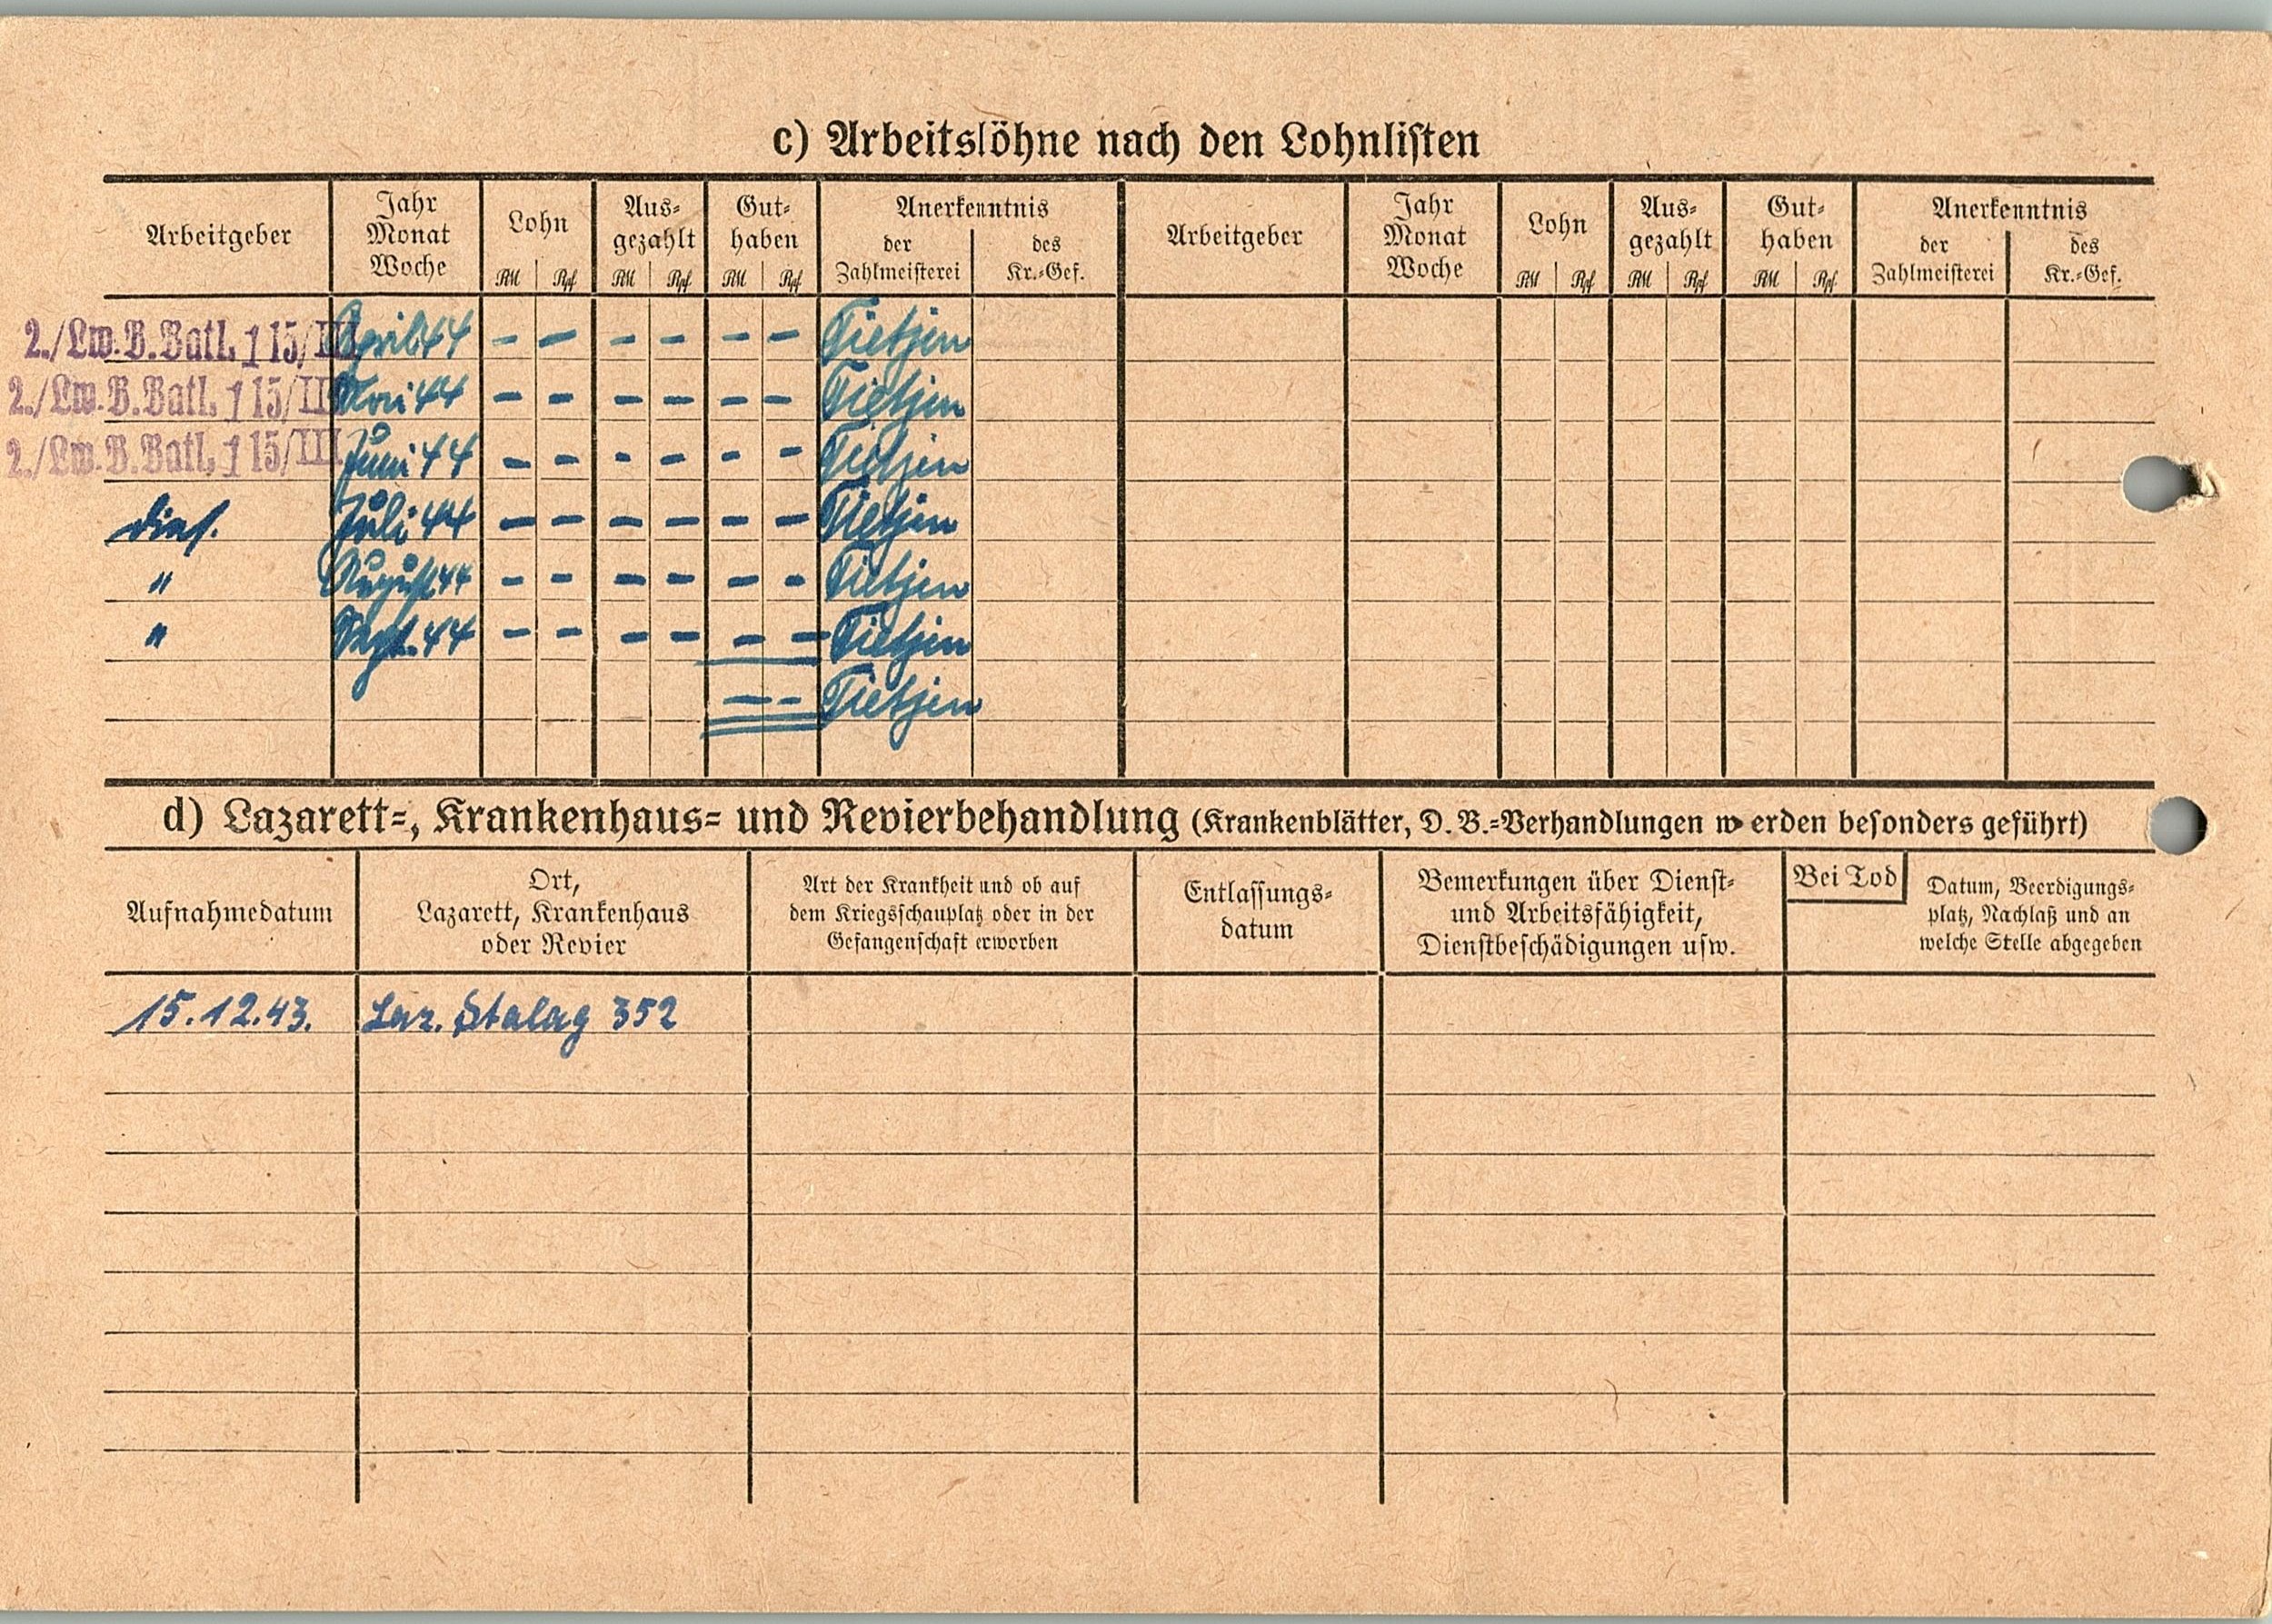 c) Arbeitslöhne nach den Lohnlisten
Arbeitgeber Jahr Monat Woche Lohn Aus-gezahlt Gut-haben Anerkenntnis der Zahlmeisterei des Kr.-Gef. Arbeitgeber Jahr Monat Woche Lohn Aus-gezahlt Gut-haben Anerkenntnis der Zahlmeisterei des Kr.-Gef.
RM Rpf RM Rpf RM Rpf RM Rpf RM Rpf RM Rpf
2./Lw.B.Batl. 115/III April 44 - - - - - - Tietjen
2./Lw.B.Batl. 115/III Mai 44 - - - - - - Tietjen
2./Lw.B.Batl. 115/III Juni 44 - - - - - - Tietjen
Juli 44 - - - - - - Tietjen
" August 44 - - - - - - Tietjen
" Sept. 44 - - - - - - Tietjen
- - Tietjen
d) Lazarett-, Krankenhaus- und Revierbehandlung (Krankenblätter, D.B.-Verhandlungen werden besonders geführt)
Aufnahmedatum
Ort,
Lazarett, Krankenhaus
oder Revier
Art der Krankheit und ob auf
dem Kriegsschauplatz oder in der
Gefangenschaft erworben
Entlassungs-
datum
Bemerkungen über Dienst-
und Arbeitsfähigkeit,
Dienstbeschädigungen usw.
Bei Tod
Datum, Beerdigungs-
platz, Nachlaß und an
welche Stelle abgegeben
15.12.43. Laz. Stalag 352